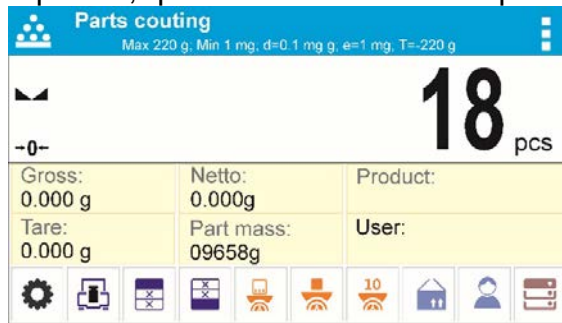 Parts couting
Max 220 g; Min 1 mg; d=0.1 mg g; e=1 mg; T=-220 g
18 pcs
→0←
Gross: Netto: Product:
0.000 g 0.000g
Tare: Part mass: User:
0.000 g 09658g
10